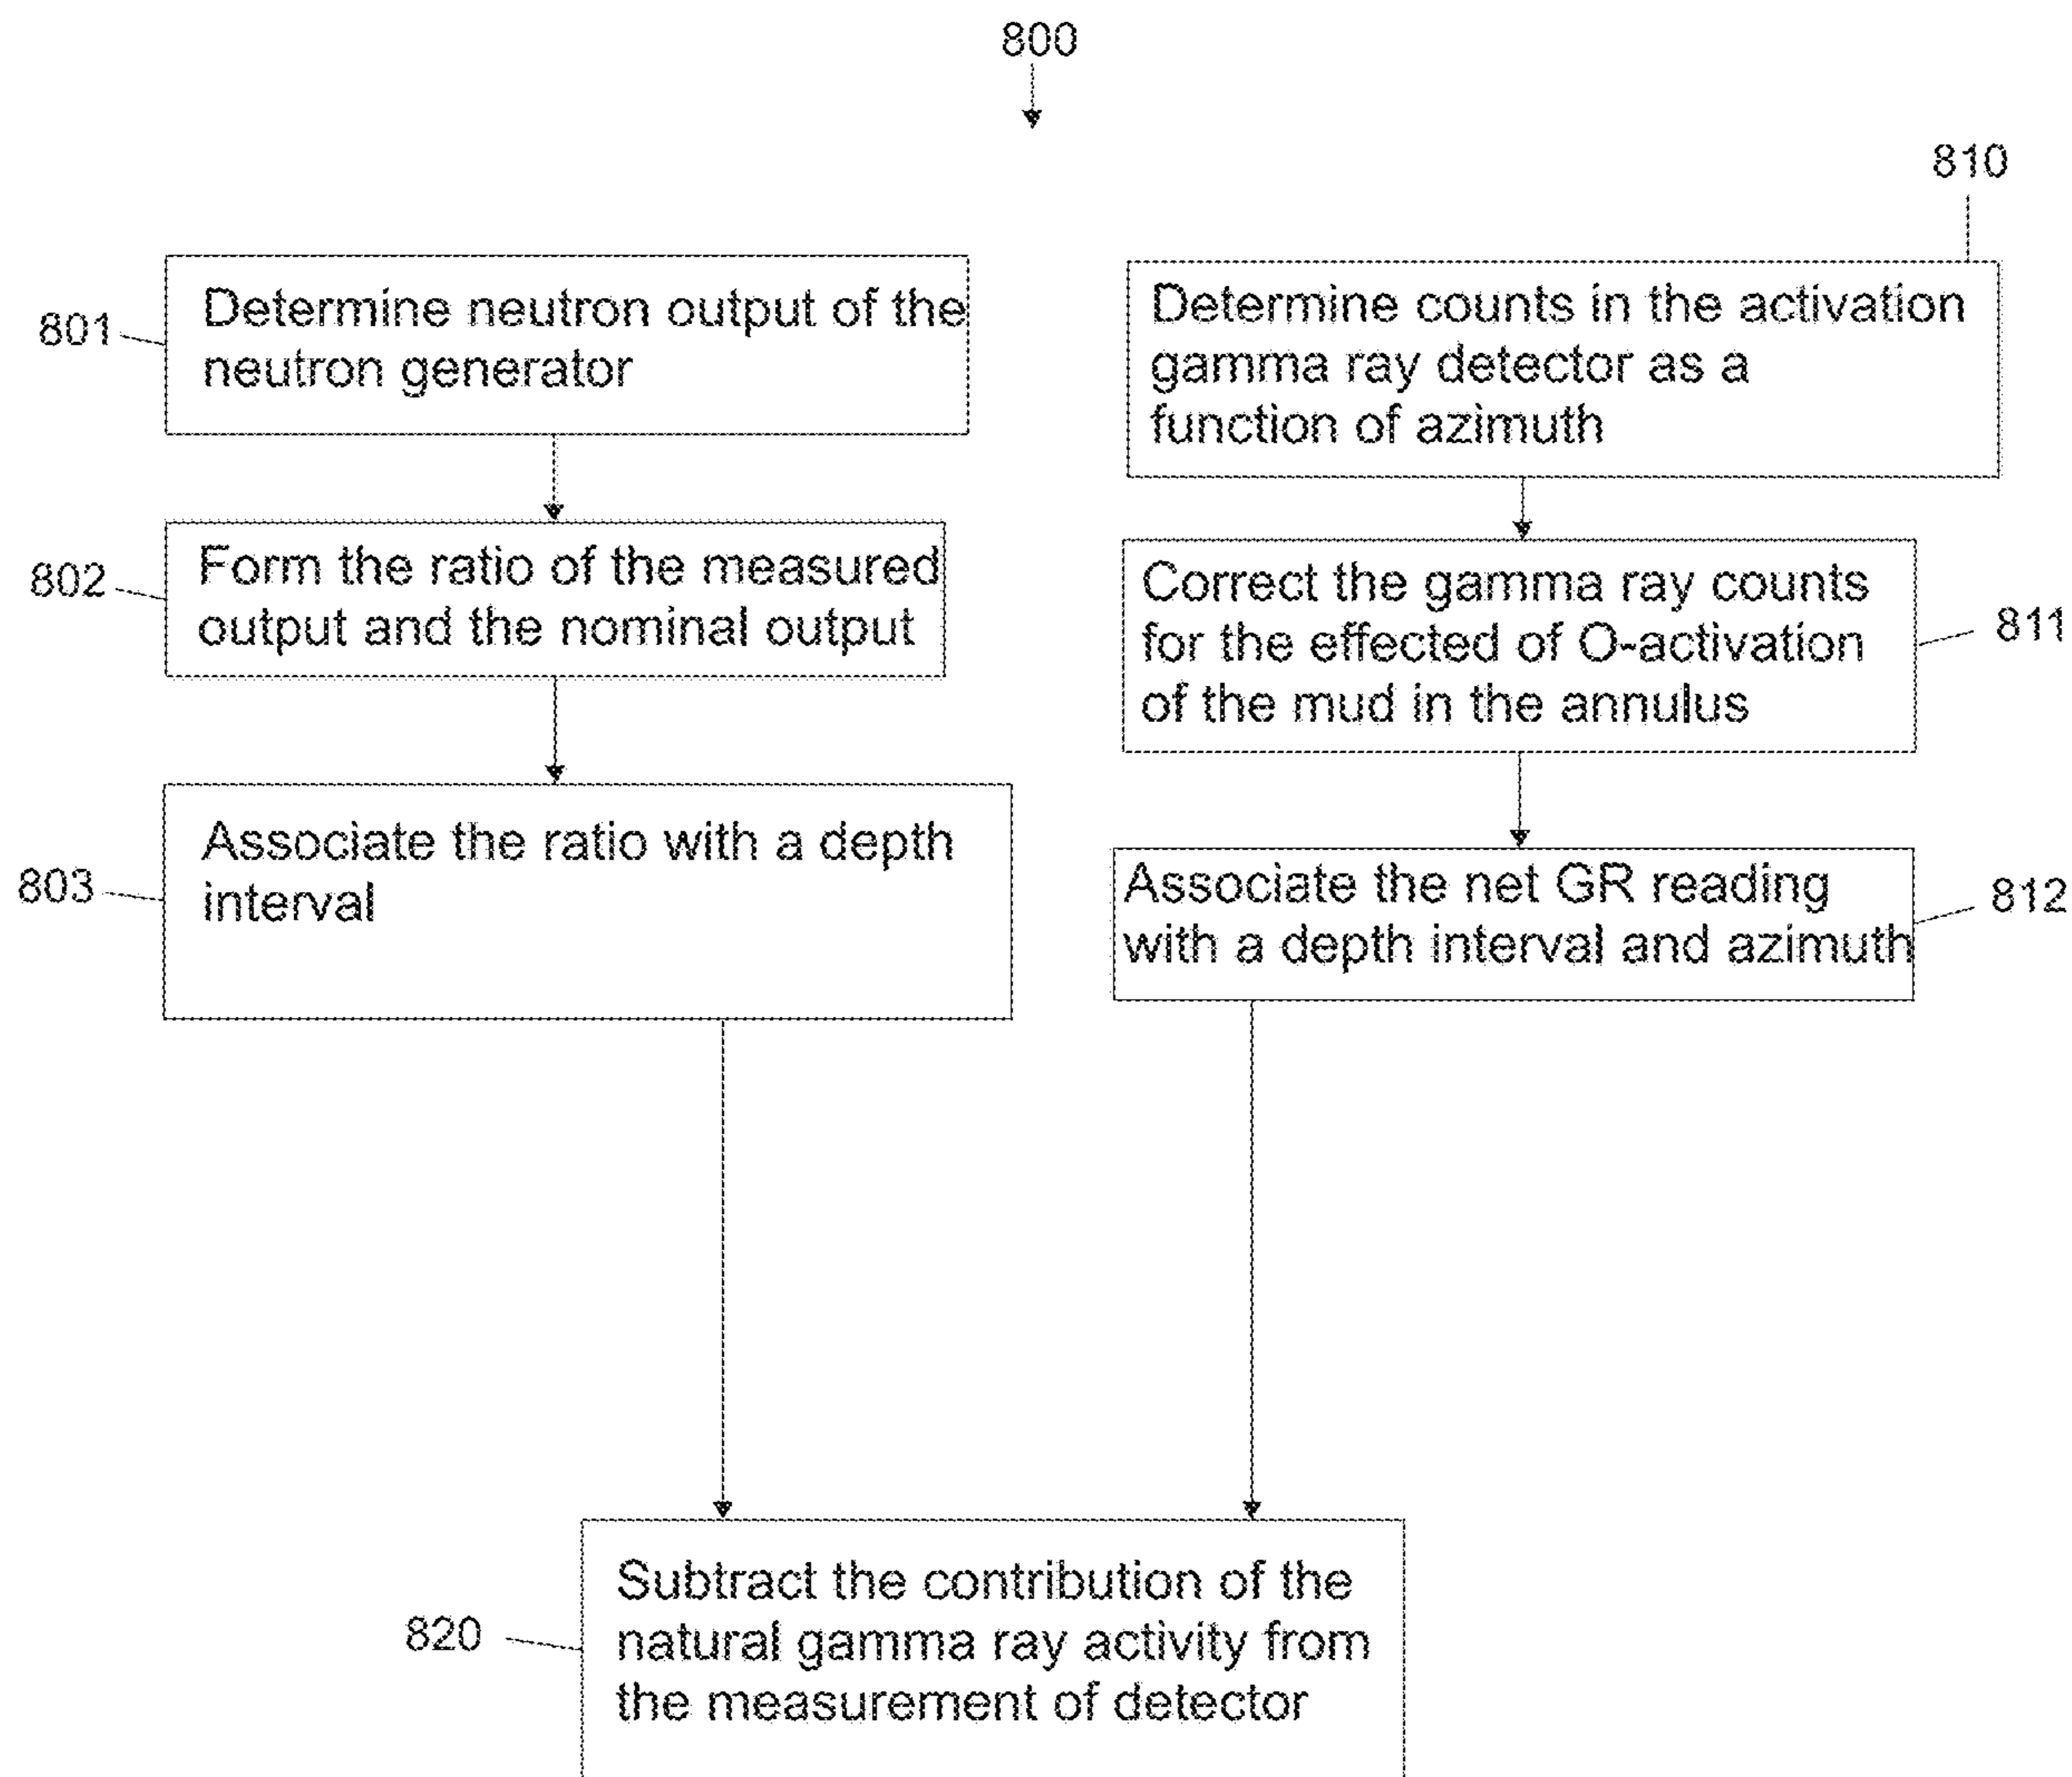 800
810
801
Determine neutron output of the
neutron generator
Determine counts in the activation
gamma ray detector as a
function of azimuth
802
Form the ratio of the measured
output and the nominal output
Correct the gamma ray counts
for the effected of O-activation
of the mud in the annulus
811
803
Associate the ratio with a depth
interval
Associate the net GR reading
with a depth interval and azimuth
812
820
Subtract the contribution of the
natural gamma ray activity from
the measurement of detector